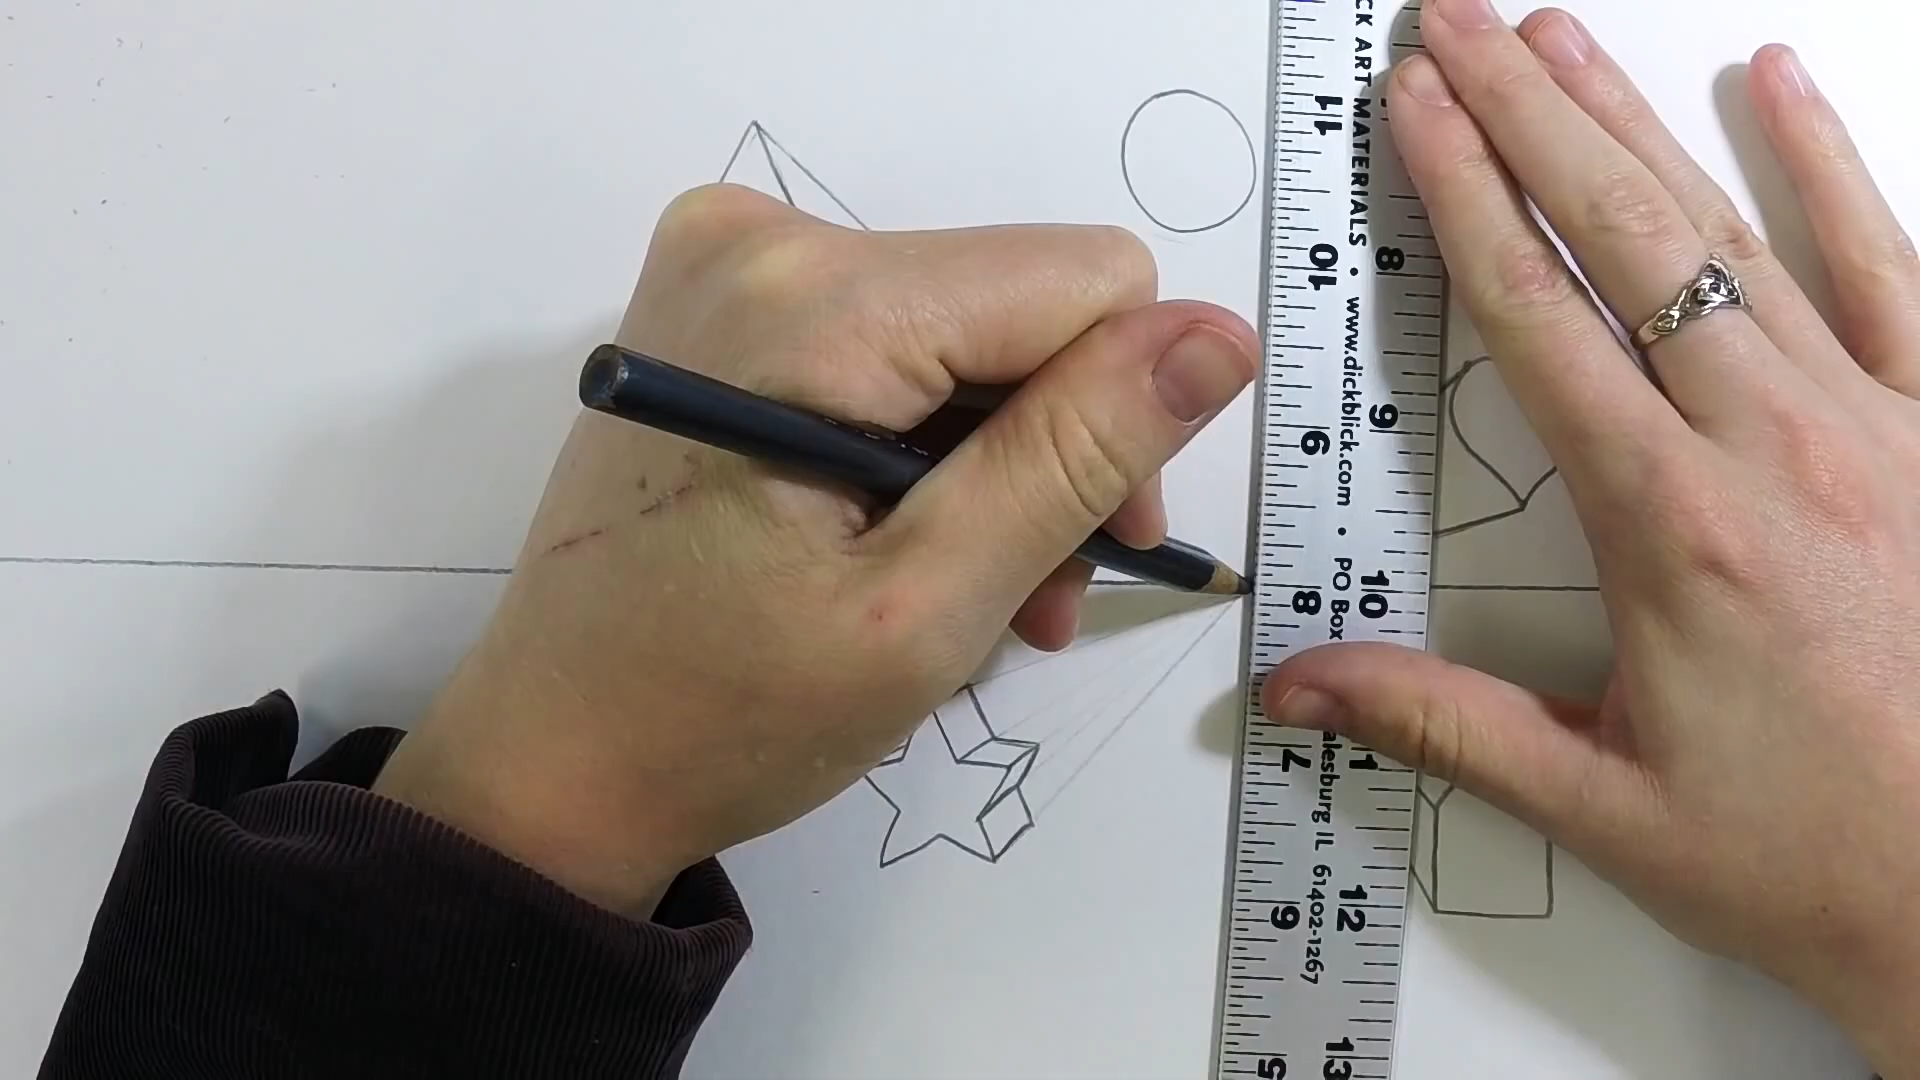 CK ART MATERIALS • www.dickblick.com • PO Box alesburg IL 61402-1267
8 9 10 11 12 13
11 10 9 8 7 6 5